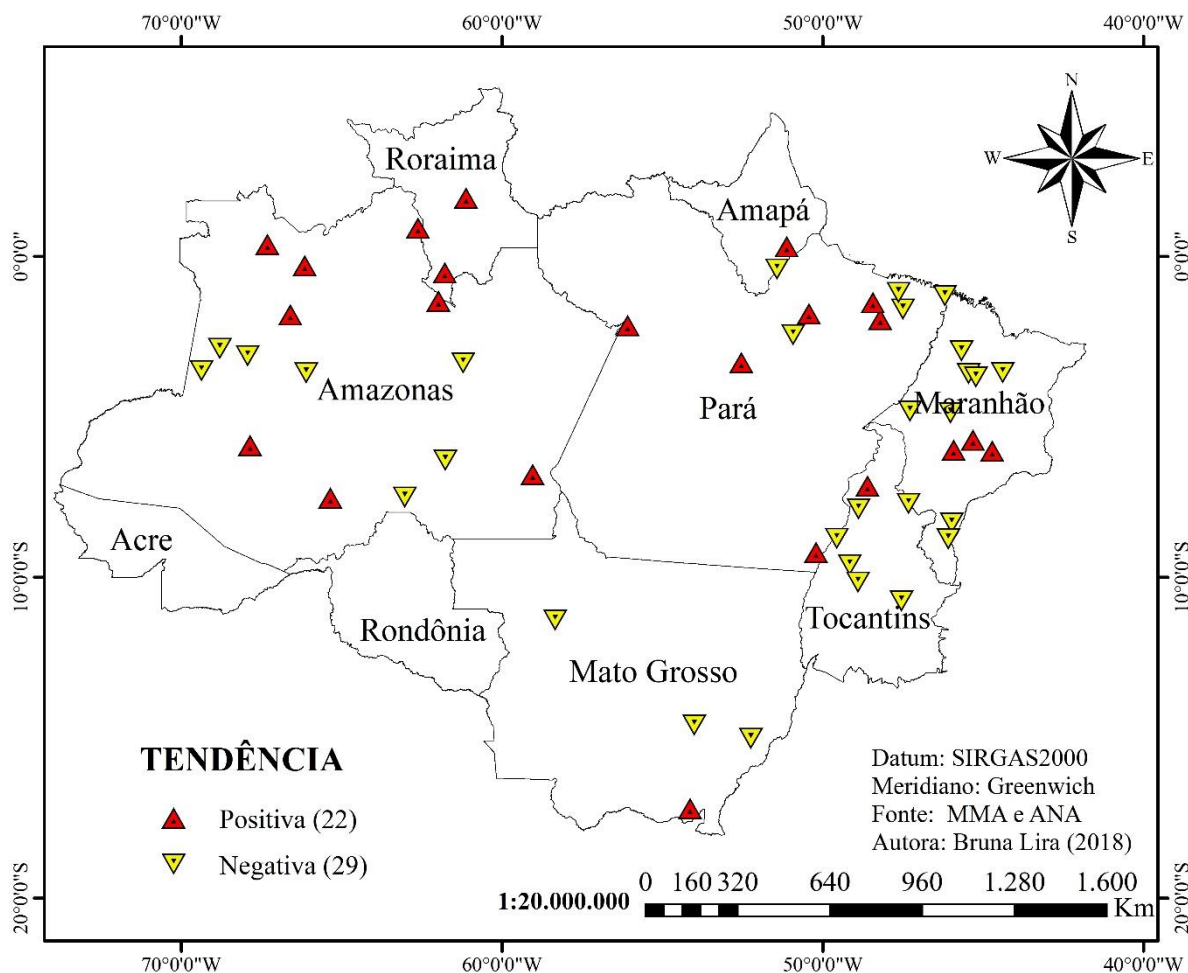 70°0'0"W 60°0'0"W 50°0'0"W 40°0'0"W
N
W E
S
Roraima
Amapá
0°0'0" 0°0'0"
Amazonas
Pará
Maranhão
Acre
10°0'0"S 10°0'0"S
Rondônia
Tocantins
Mato Grosso
TENDÊNCIA
Positiva (22)
Negativa (29)
Datum: SIRGAS2000
Meridiano: Greenwich
Fonte: MMA e ANA
Autora: Bruna Lira (2018)
1:20.000.000
0 160 320 640 960 1.280 1.600
Km
20°0'0"S 20°0'0"S
70°0'0"W 60°0'0"W 50°0'0"W 40°0'0"W